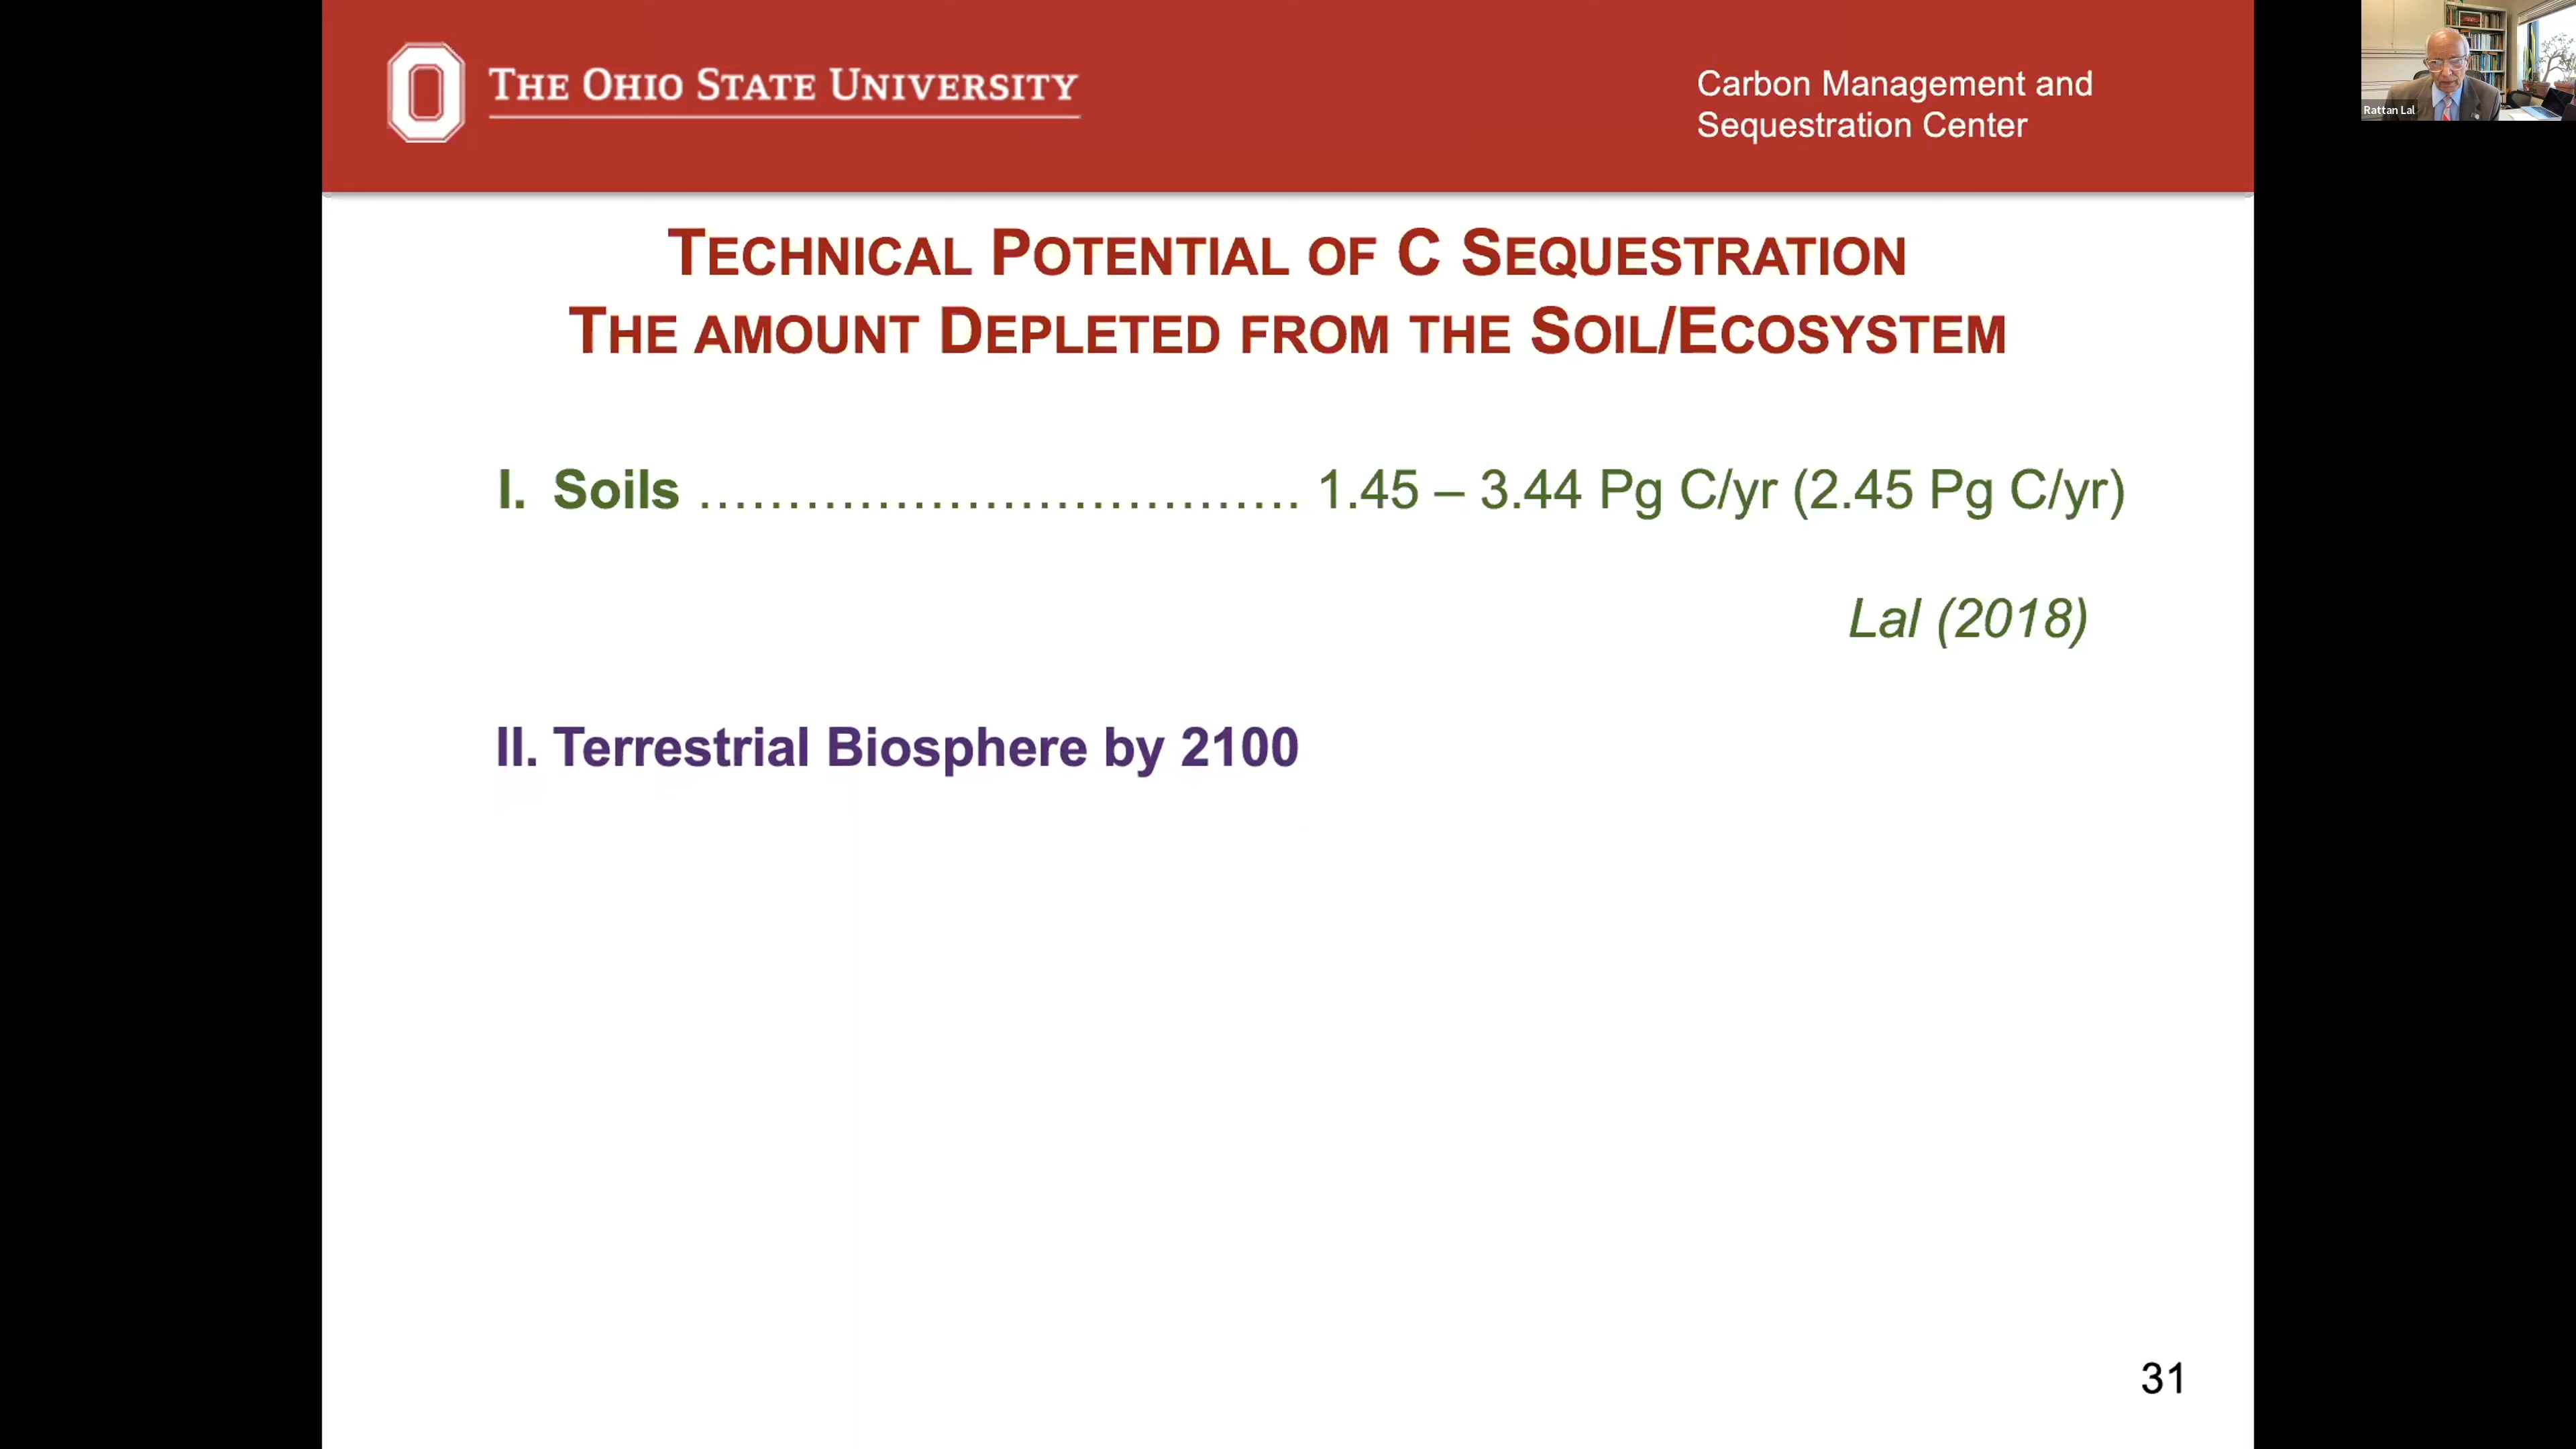 THE OHIO STATE UNIVERSITY
Carbon Management and
Sequestration Center
Rattan Lal
TECHNICAL POTENTIAL OF C SEQUESTRATION
THE AMOUNT DEPLETED FROM THE SOIL/ECOSYSTEM
I. Soils .................................. 1.45 – 3.44 Pg C/yr (2.45 Pg C/yr)
Lal (2018)
II. Terrestrial Biosphere by 2100
31